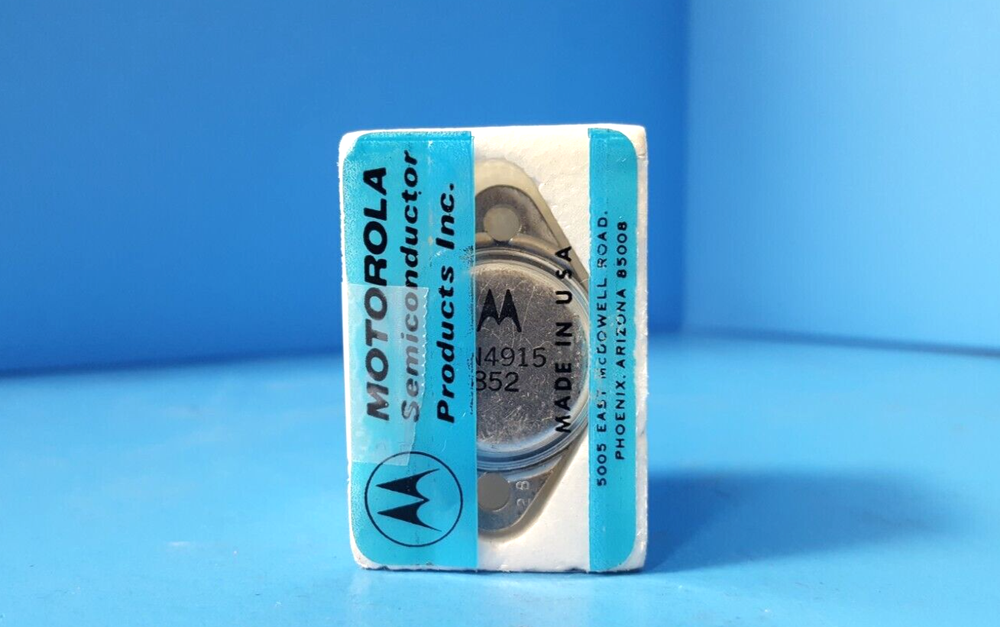 MOTOROLA
Semiconductor
Products Inc.
N4915
352
MADE IN USA
5005 EAST McDOWELL ROAD,
PHOENIX, ARIZONA 85008